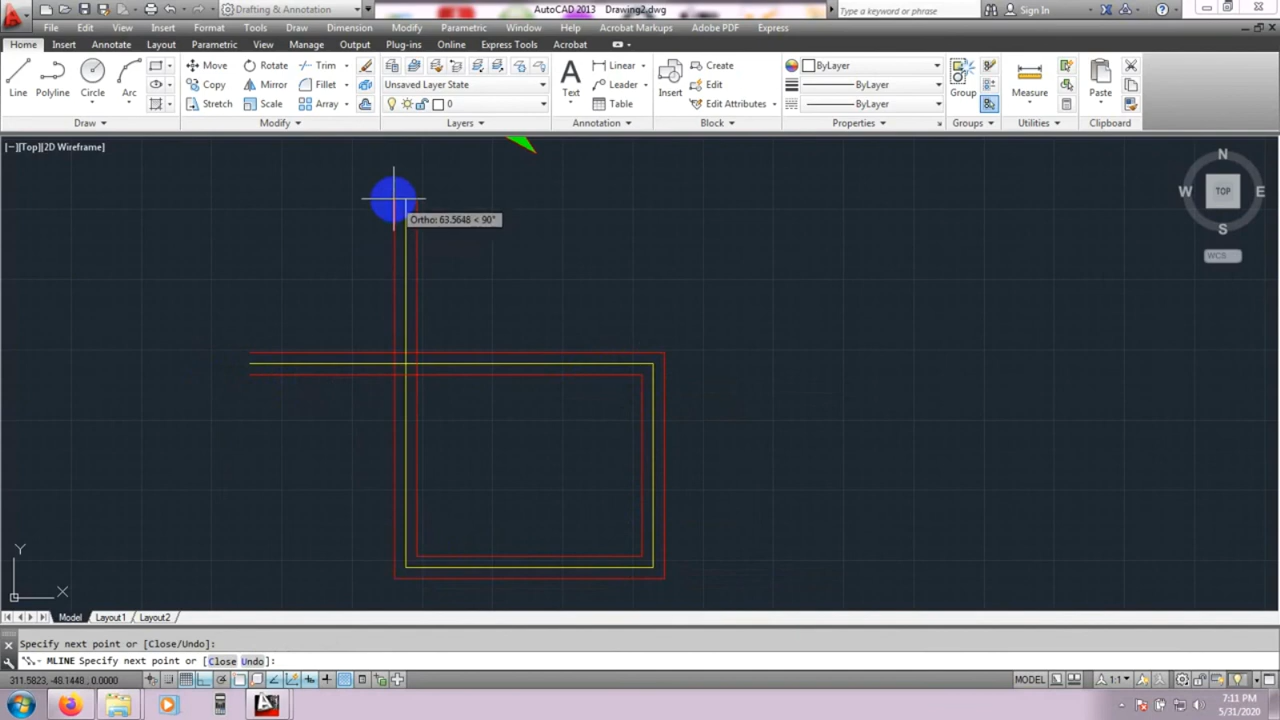 Drafting & Annotation
AutoCAD 2013 Drawing2.dwg
Type a keyword or phrase
Sign In
File Edit View Insert Format Tools Draw Dimension Modify Parametric Window Help Acrobat Markups Adobe PDF Express
Home Insert Annotate Layout Parametric View Manage Output Plug-ins Online Express Tools Acrobat
Line Polyline Circle Arc
Move Rotate Trim
Copy Mirror Fillet
Stretch Scale Array
Unsaved Layer State
0
Text
Linear
Leader
Table
Insert
Create
Edit
Edit Attributes
ByLayer
ByLayer
ByLayer
Group
Measure
Paste
Draw Modify Layers Annotation Block Properties Groups Utilities Clipboard
[−][Top][2D Wireframe]
N
W TOP E
S
WCS
Ortho: 63.5648 < 90°
Y
X
Model Layout1 Layout2
Specify next point or [Close/Undo]:
MLINE Specify next point or [Close Undo]:
311.5823, -48.1448, 0.0000
MODEL
1:1
7:11 PM
5/31/2020